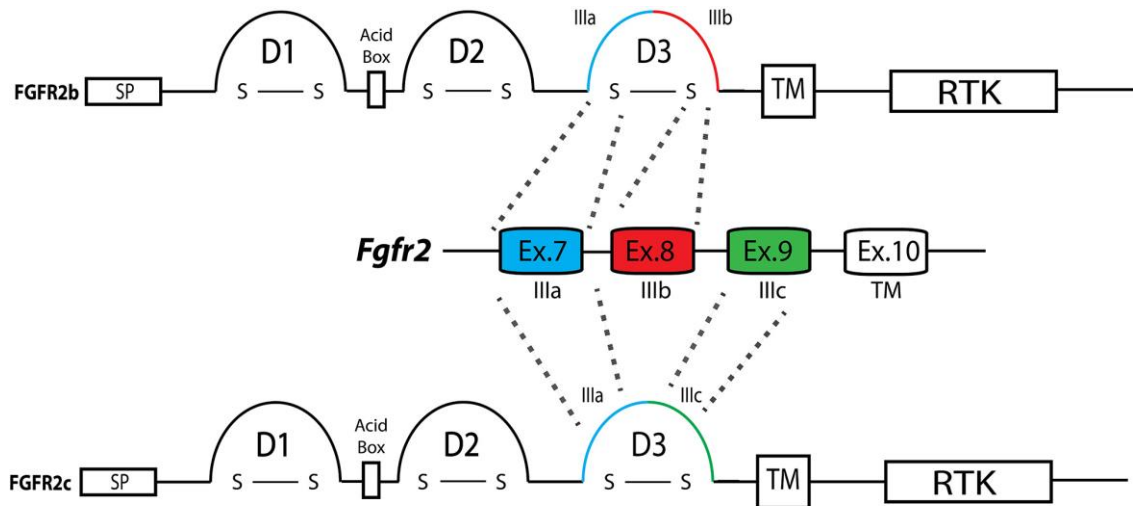 IIIa IIIb
Acid
Box
D1 D2 D3
FGFR2b SP S S S S S S TM RTK
Fgfr2 Ex.7 Ex.8 Ex.9 Ex.10
IIIa IIIb IIIc TM
IIIa IIIc
Acid
Box
D1 D2 D3
FGFR2c SP S S S S S S TM RTK